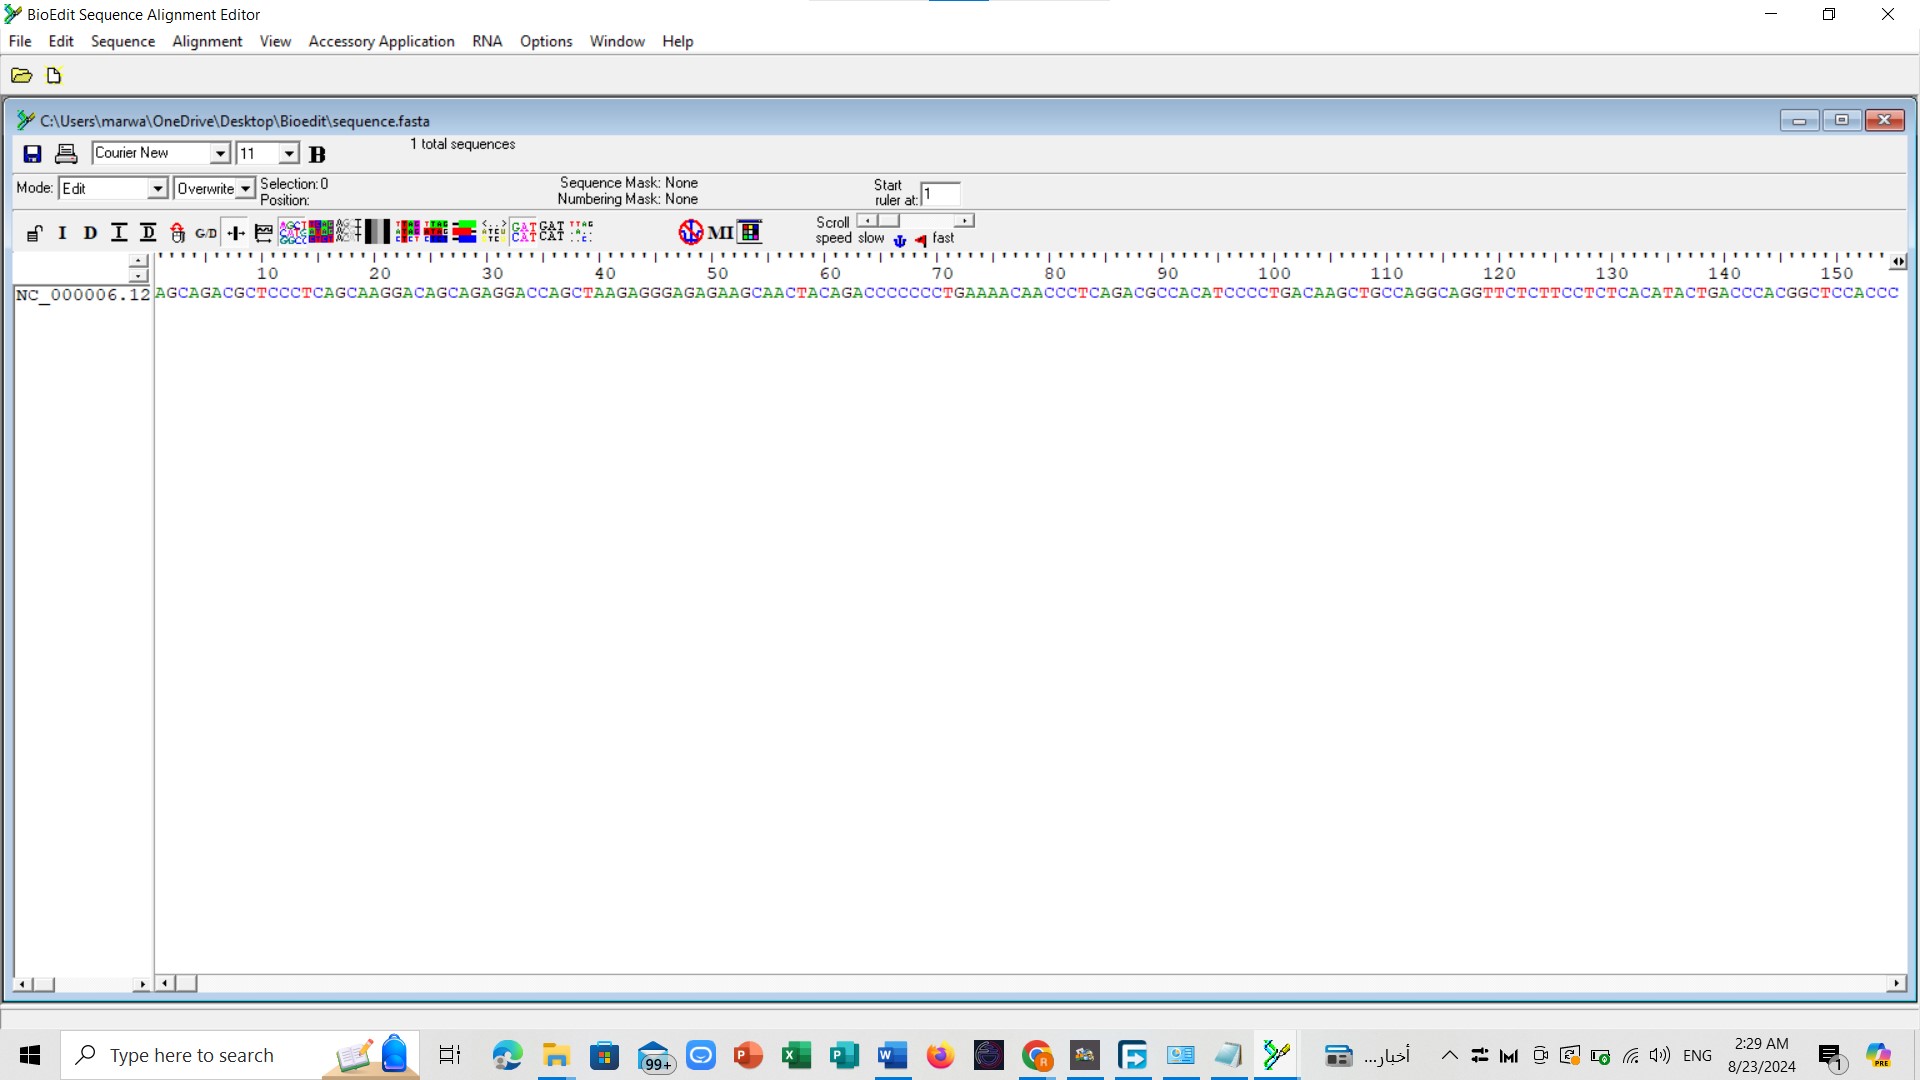 BioEdit Sequence Alignment Editor
File Edit Sequence Alignment View Accessory Application RNA Options Window Help
C:\Users\marwa\OneDrive\Desktop\Bioedit\sequence.fasta
Courier New 11 B 1 total sequences
Mode: Edit Overwrite Selection: 0
Position:
Sequence Mask: None
Numbering Mask: None
Start
ruler at: 1
I D I D G/D MI
Scroll
speed slow fast
10 20 30 40 50 60 70 80 90 100 110 120 130 140 150
NC_000006.12 AGCAGACGCTCCCTCAGCAAGGACAGCAGAGGACCAGCTAAGAGGGAGAGAAGCAACTACAGACCCCCCCTGAAAACAACCCTCAGACGCCACATCCCCTGACAAGCTGCCAGGCAGGTTCTCTTCCTCTCACATACTGACCCACGGCTCCACCC
Type here to search
99+
أخبار...
ENG
2:29 AM
8/23/2024
1
PRE